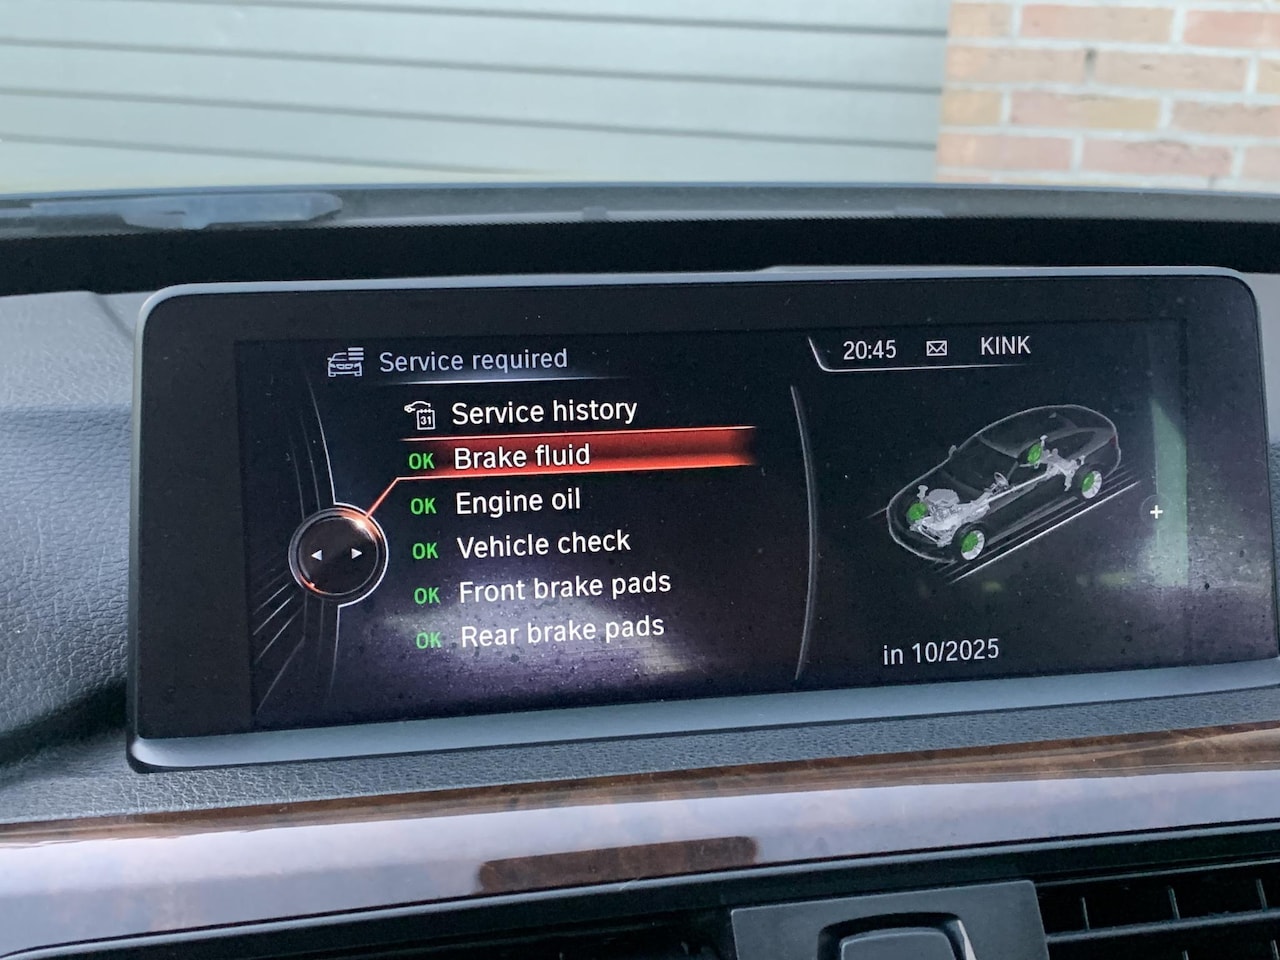 Service required
20:45 KINK
31 Service history
OK Brake fluid
OK Engine oil
OK Vehicle check
OK Front brake pads
OK Rear brake pads
in 10/2025